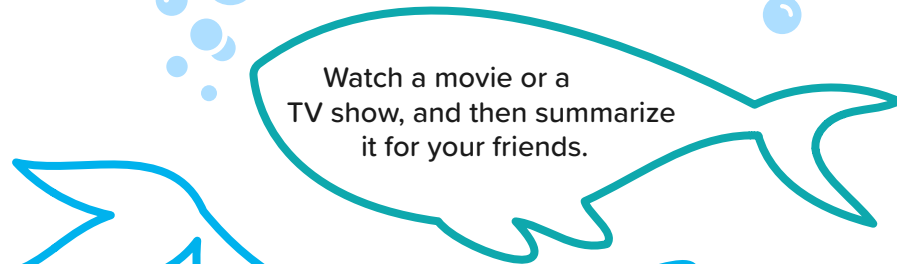 Watch a movie or a
TV show, and then summarize
it for your friends.